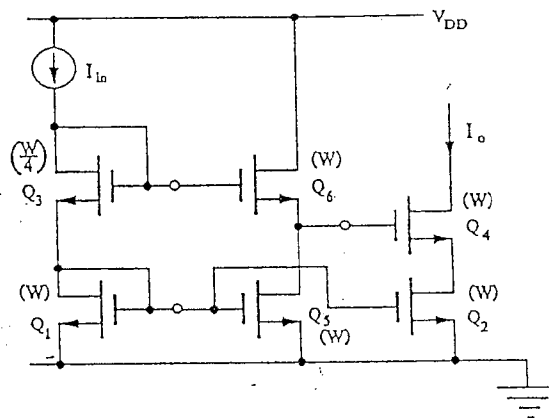 V_DD
I_In
(W/4)
Q_3
(W)
Q_6
I_o
(W)
Q_4
(W)
Q_1
Q_5
(W)
(W)
Q_2